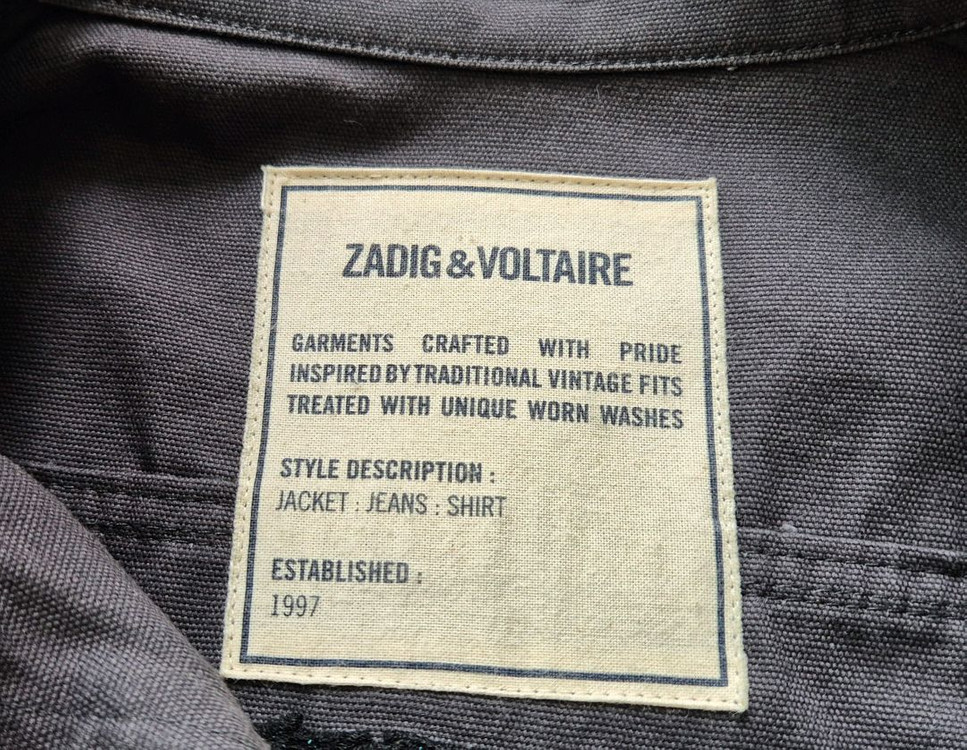 ZADIG&VOLTAIRE
GARMENTS CRAFTED WITH PRIDE
INSPIRED BY TRADITIONAL VINTAGE FITS
TREATED WITH UNIQUE WORN WASHES
STYLE DESCRIPTION :
JACKET : JEANS : SHIRT
ESTABLISHED :
1997